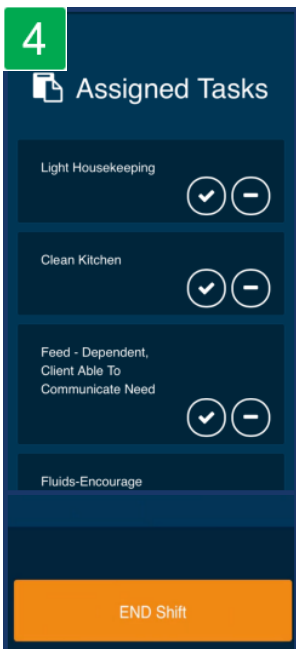 4
Assigned Tasks
Light Housekeeping
Clean Kitchen
Feed - Dependent,
Client Able To
Communicate Need
Fluids-Encourage
END Shift